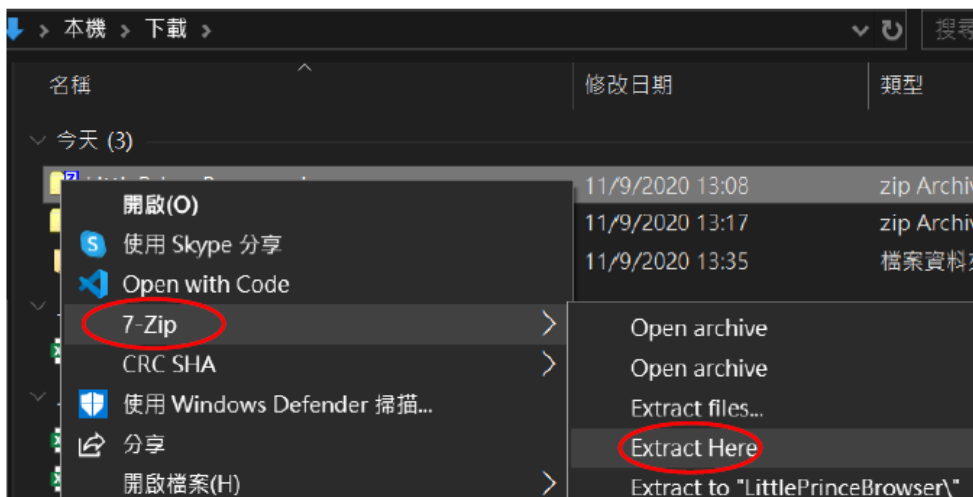 本機 下載
搜尋
名稱 修改日期 類型
今天 (3)
11/9/2020 13:08 zip Archiv
11/9/2020 13:17 zip Archiv
11/9/2020 13:35 檔案資料夾
開啟(O)
使用 Skype 分享
Open with Code
7-Zip
CRC SHA
使用 Windows Defender 掃描...
分享
開啟檔案(H)
Open archive
Open archive
Extract files...
Extract Here
Extract to "LittlePrinceBrowser\"